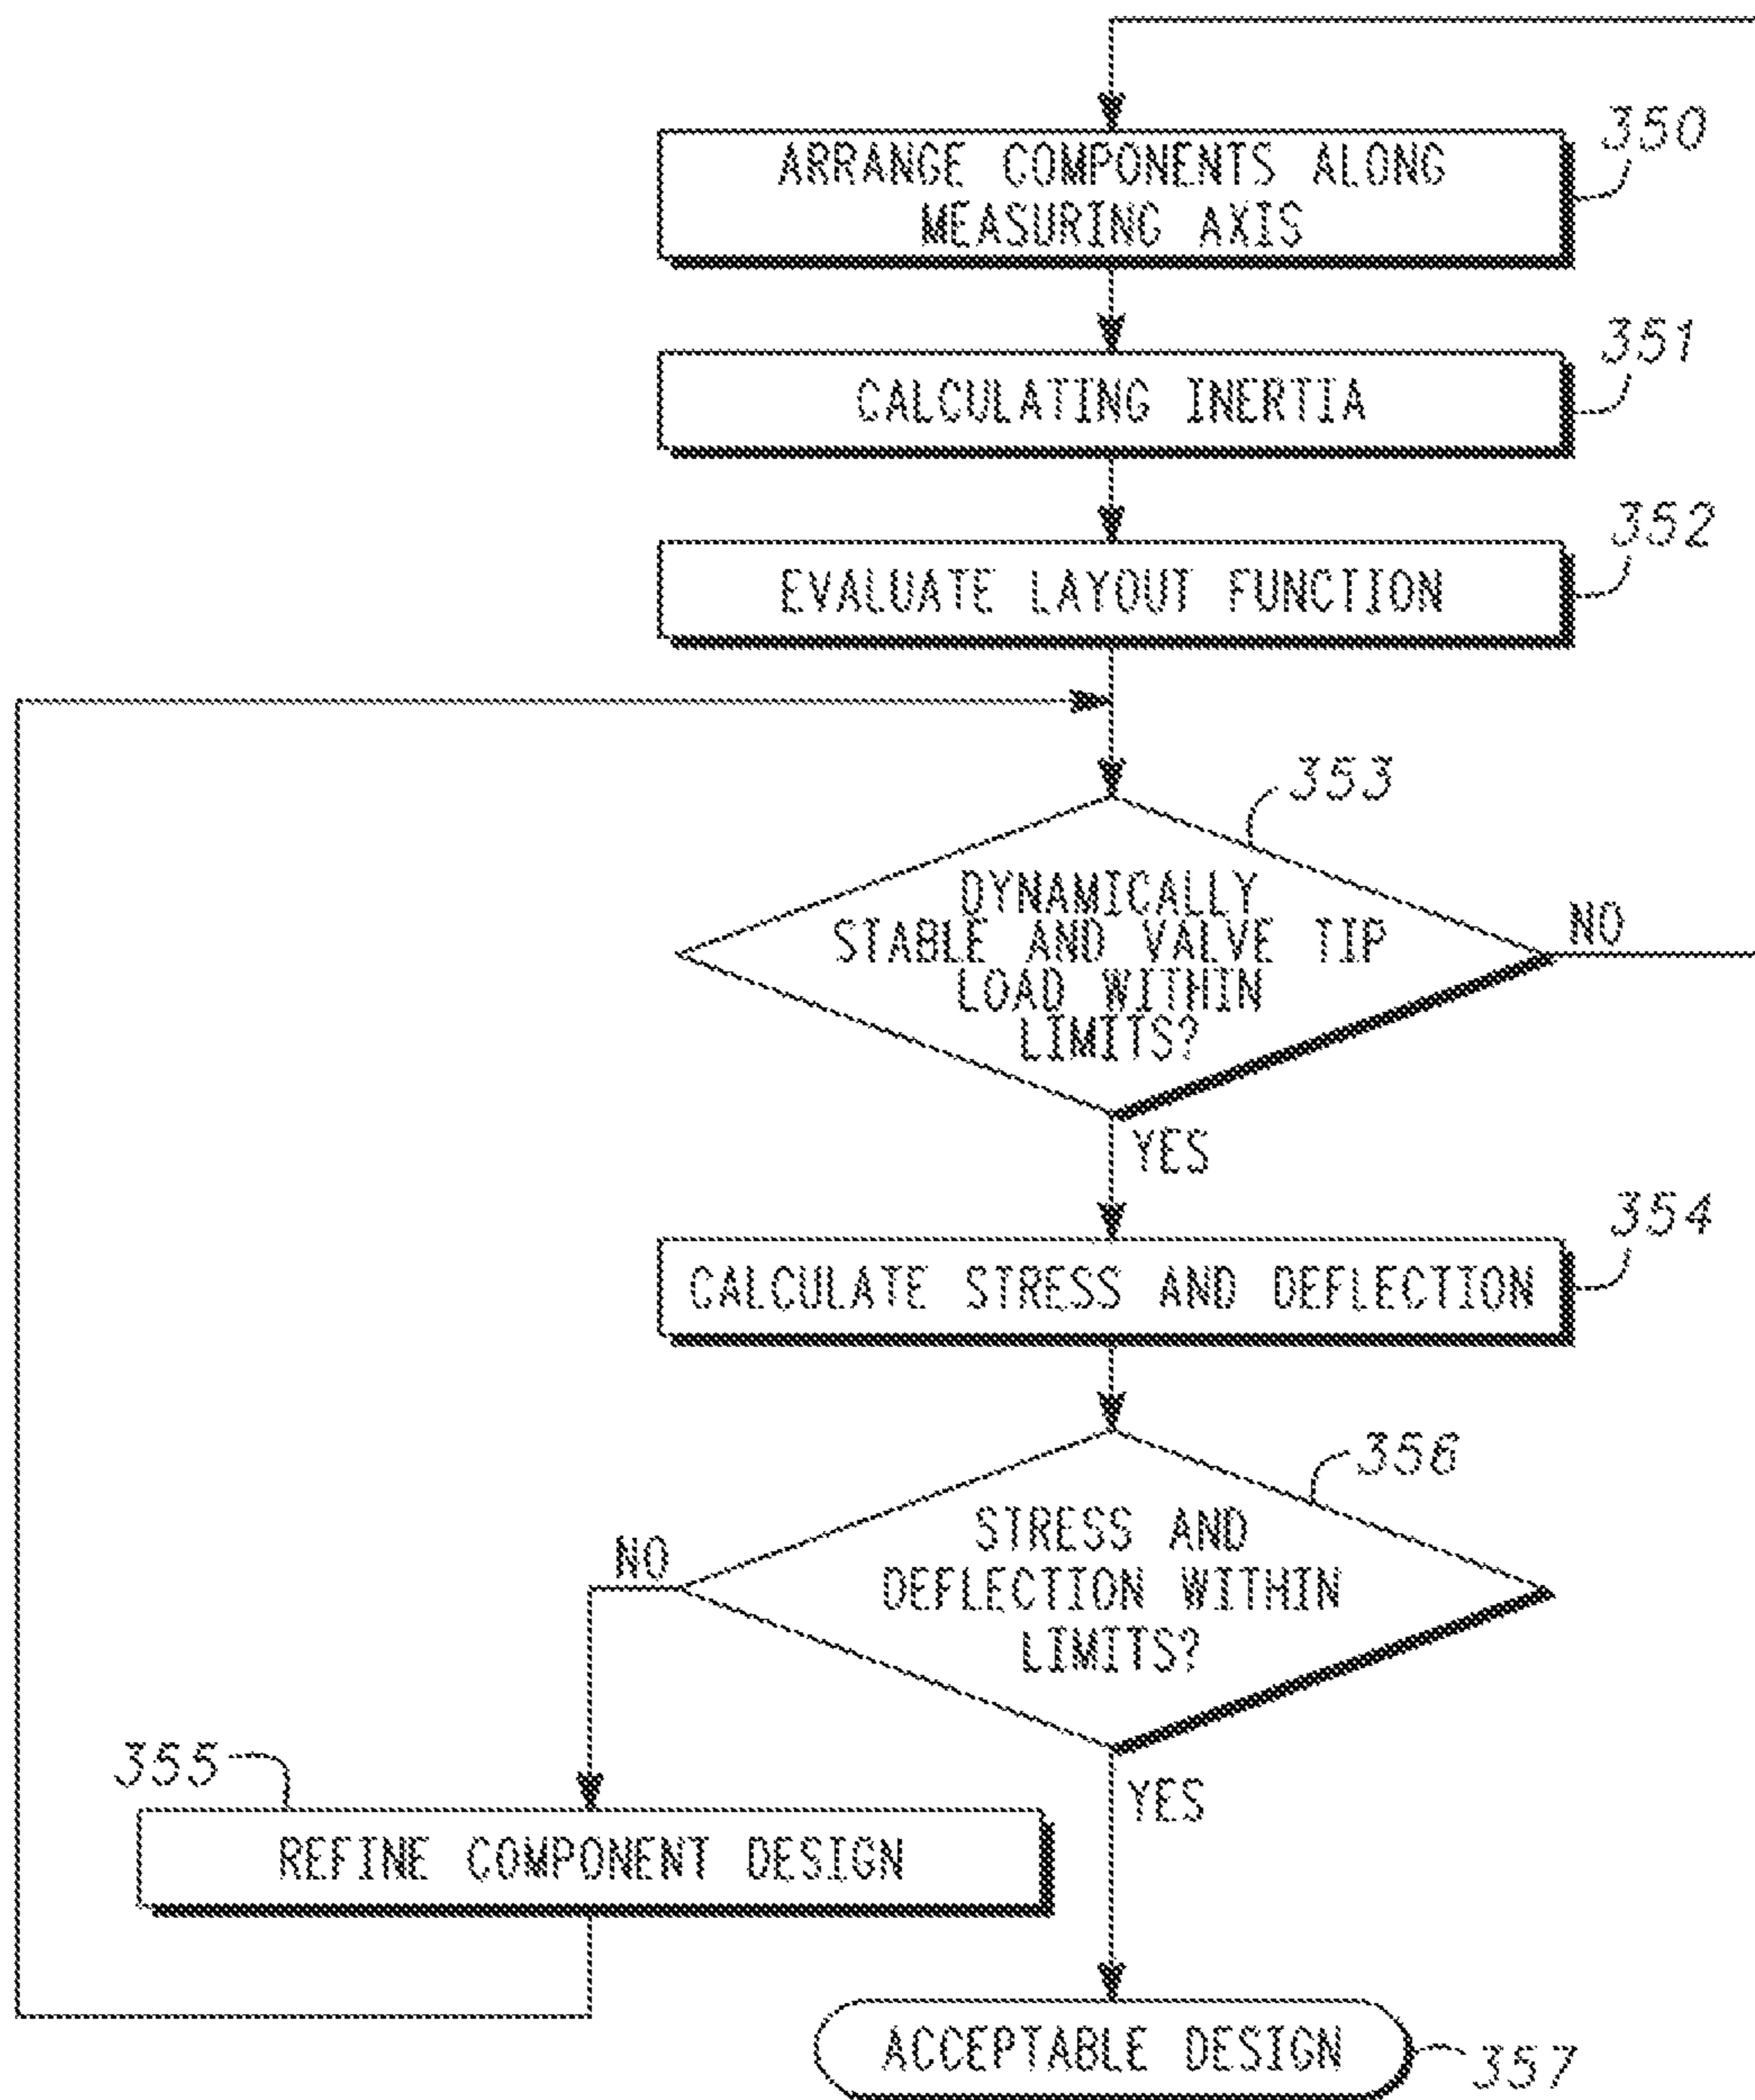 350
ARRANGE COMPONENTS ALONG
MEASURING AXIS
351
CALCULATING INERTIA
352
EVALUATE LAYOUT FUNCTION
353
DYNAMICALLY
STABLE AND VALVE TIP
LOAD WITHIN
LIMITS?
NO
YES
354
CALCULATE STRESS AND DEFLECTION
356
STRESS AND
DEFLECTION WITHIN
LIMITS?
NO
355
YES
REFINE COMPONENT DESIGN
ACCEPTABLE DESIGN
357